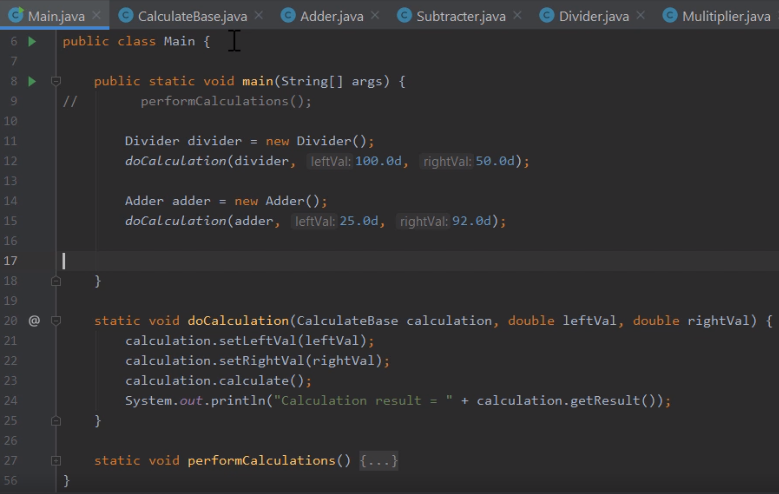 Main.java CalculateBase.java Adder.java Subtracter.java Divider.java Mulitiplier.java
6 public class Main {
7
8 public static void main(String[] args) {
9 // performCalculations();
10
11 Divider divider = new Divider();
12 doCalculation(divider, leftVal: 100.0d, rightVal: 50.0d);
13
14 Adder adder = new Adder();
15 doCalculation(adder, leftVal: 25.0d, rightVal: 92.0d);
16
17
18 }
19
20 @ static void doCalculation(CalculateBase calculation, double leftVal, double rightVal) {
21 calculation.setLeftVal(leftVal);
22 calculation.setRightVal(rightVal);
23 calculation.calculate();
24 System.out.println("Calculation result = " + calculation.getResult());
25 }
26
27 static void performCalculations() {...}
56 }